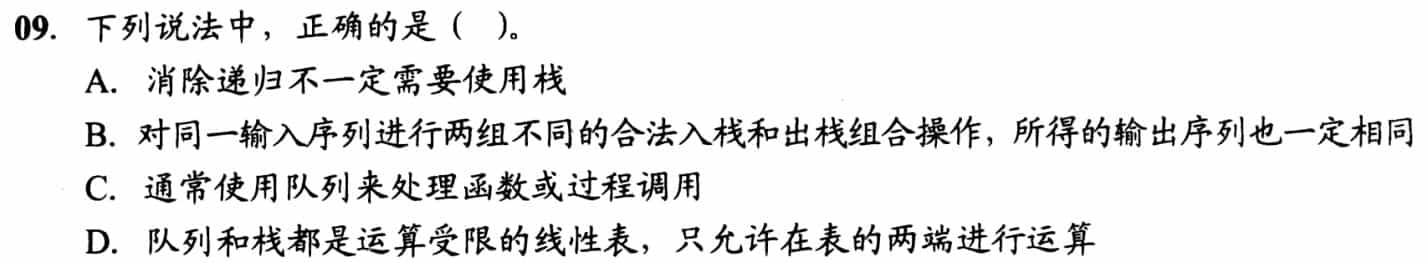 09. 下列说法中，正确的是（ ）。
A. 消除递归不一定需要使用栈
B. 对同一输入序列进行两组不同的合法入栈和出栈组合操作，所得的输出序列也一定相同
C. 通常使用队列来处理函数或过程调用
D. 队列和栈都是运算受限的线性表，只允许在表的两端进行运算